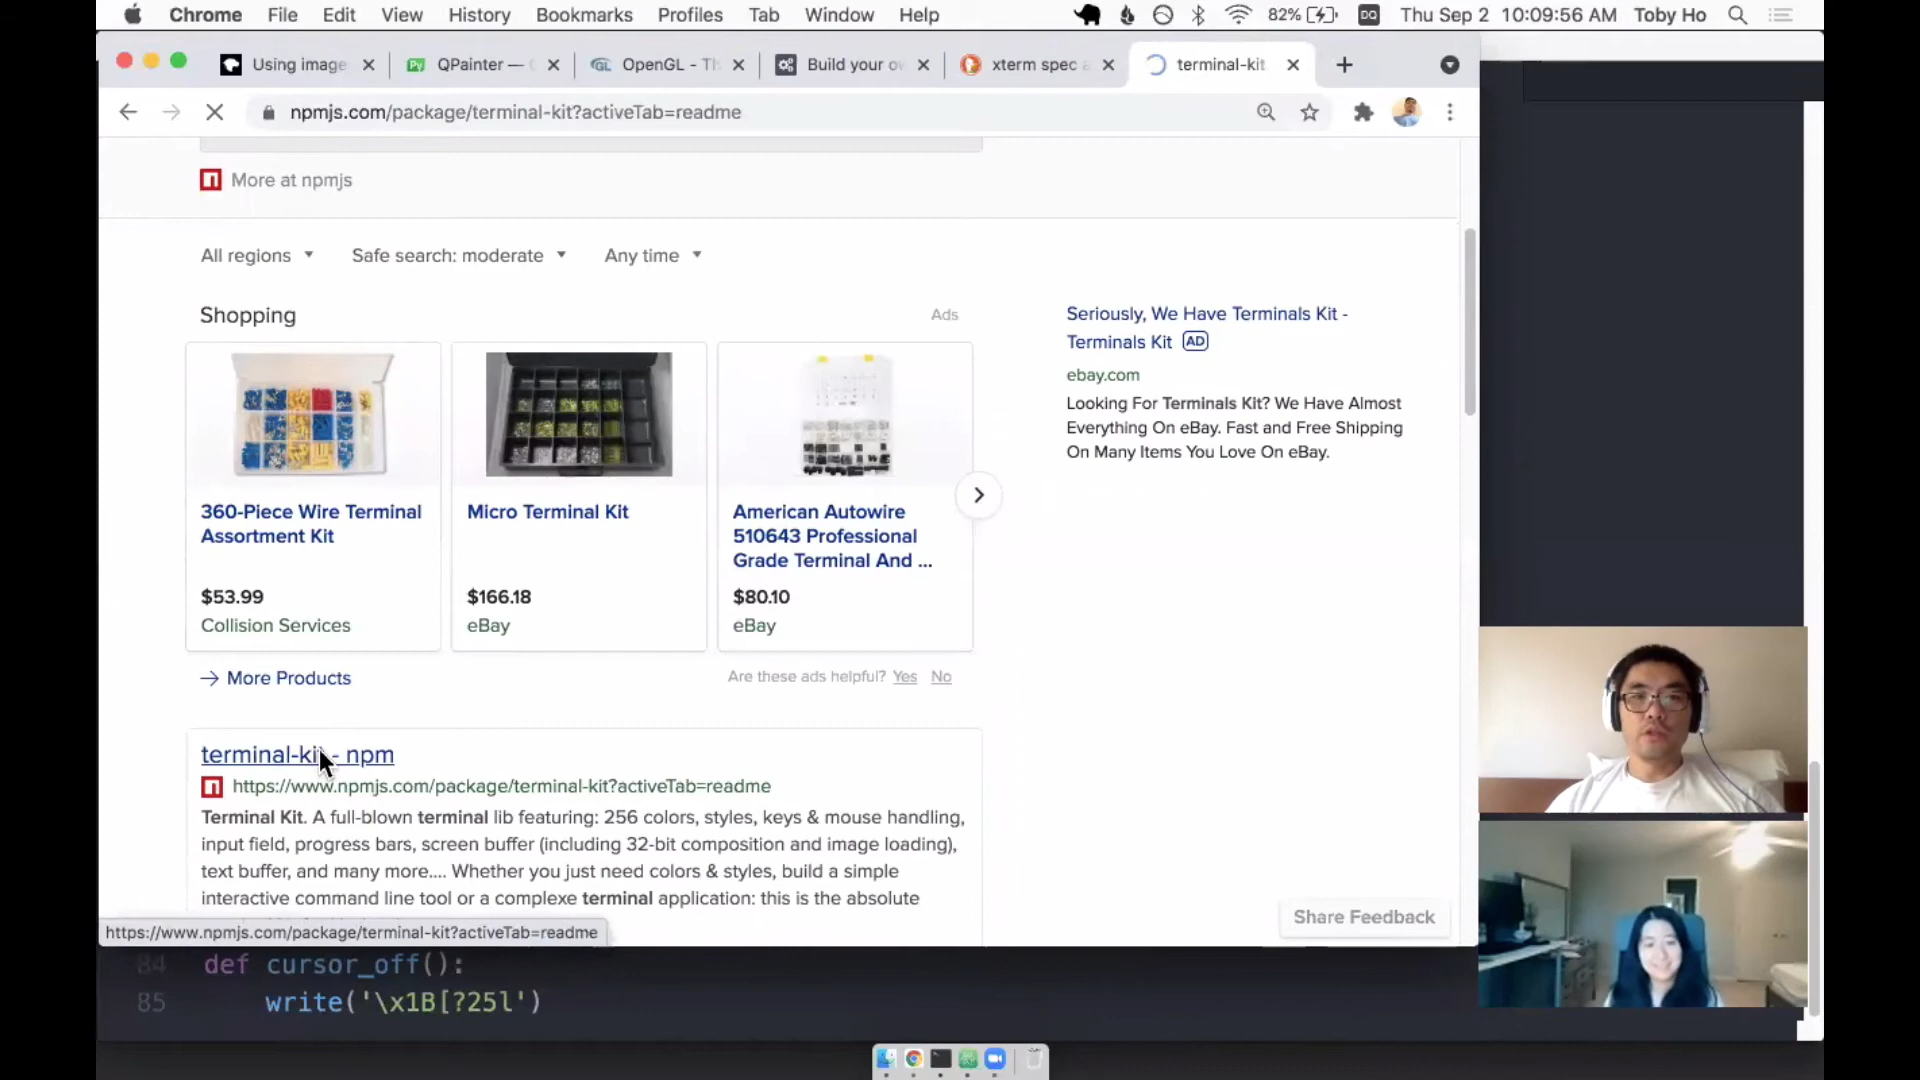 Chrome File Edit View History Bookmarks Profiles Tab Window Help 82% DQ Thu Sep 2 10:09:56 AM Toby Ho
Using image QPainter — OpenGL - Th Build your ow xterm spec a terminal-kit
npmjs.com/package/terminal-kit?activeTab=readme
More at npmjs
All regions Safe search: moderate Any time
Shopping Ads
360-Piece Wire Terminal
Assortment Kit
$53.99
Collision Services
Micro Terminal Kit
$166.18
eBay
American Autowire
510643 Professional
Grade Terminal And ...
$80.10
eBay
Seriously, We Have Terminals Kit -
Terminals Kit AD
ebay.com
Looking For Terminals Kit? We Have Almost
Everything On eBay. Fast and Free Shipping
On Many Items You Love On eBay.
More Products
Are these ads helpful? Yes No
terminal-kit - npm
https://www.npmjs.com/package/terminal-kit?activeTab=readme
Terminal Kit. A full-blown terminal lib featuring: 256 colors, styles, keys & mouse handling,
input field, progress bars, screen buffer (including 32-bit composition and image loading),
text buffer, and many more.... Whether you just need colors & styles, build a simple
interactive command line tool or a complexe terminal application: this is the absolute
Share Feedback
https://www.npmjs.com/package/terminal-kit?activeTab=readme
84 def cursor_off():
85 write('\x1B[?25l')